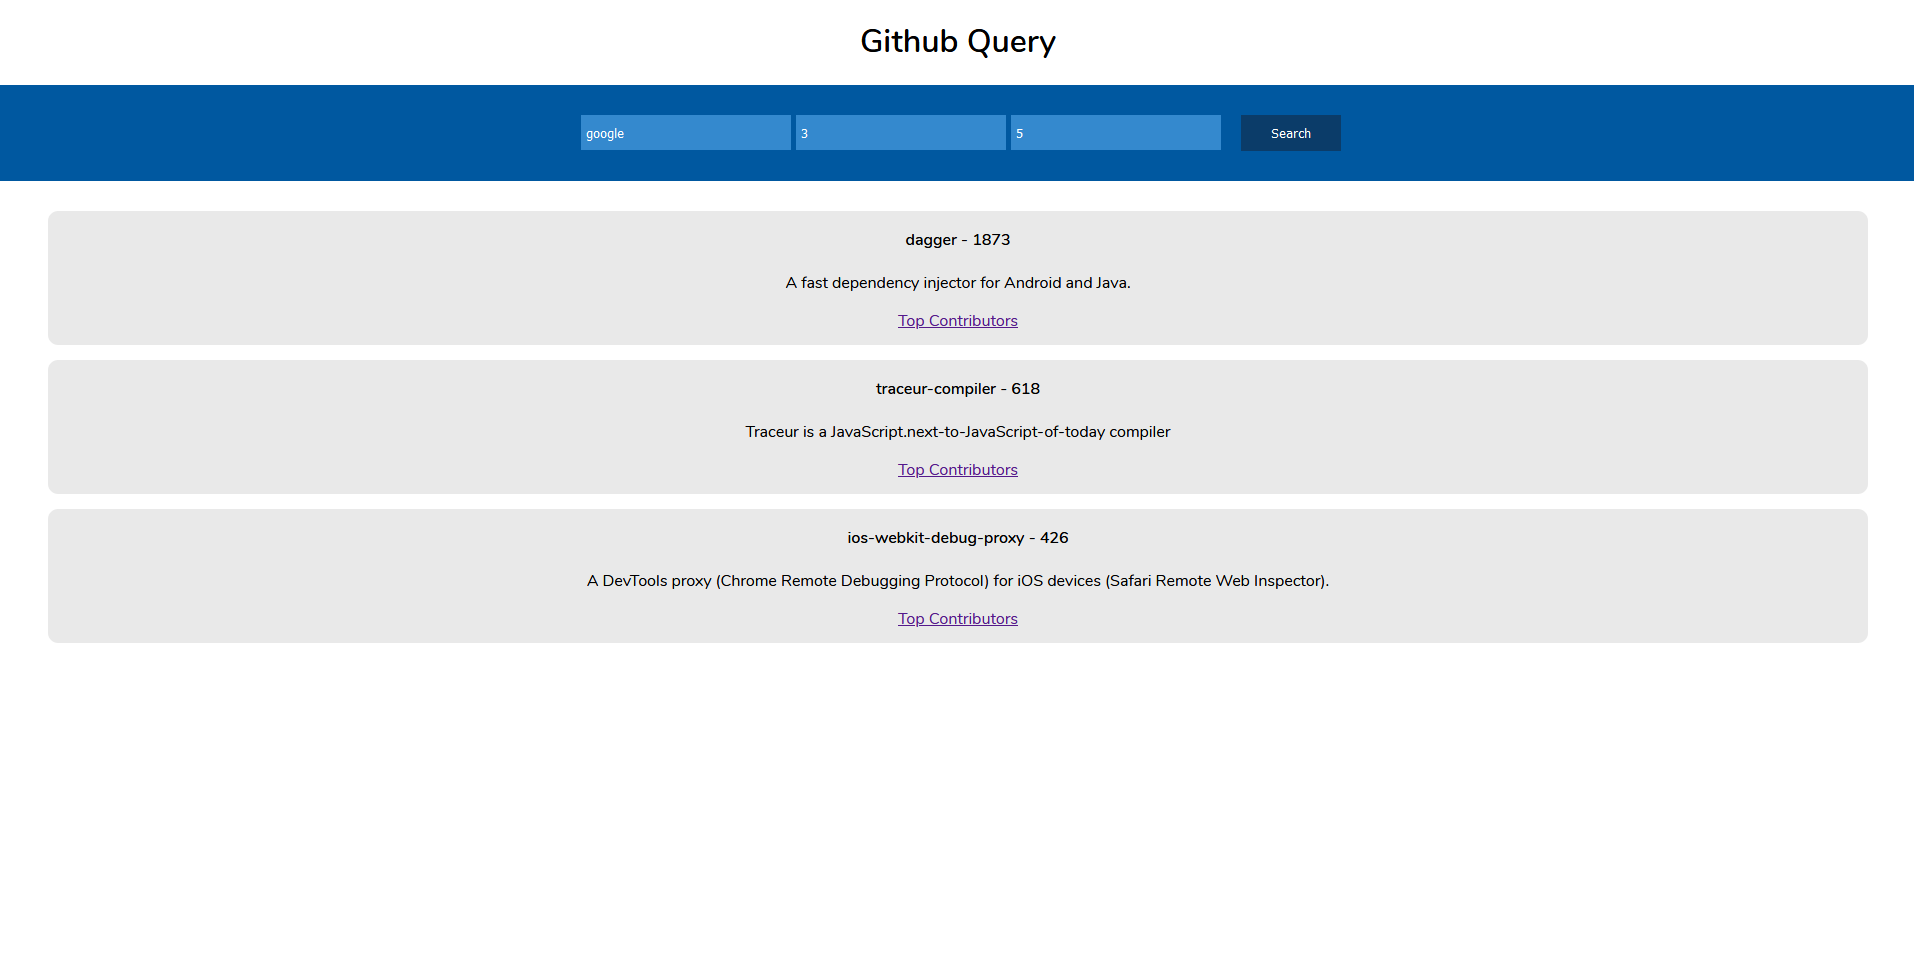 Github Query
google 3 5 Search
dagger - 1873
A fast dependency injector for Android and Java.
Top Contributors
traceur-compiler - 618
Traceur is a JavaScript.next-to-JavaScript-of-today compiler
Top Contributors
ios-webkit-debug-proxy - 426
A DevTools proxy (Chrome Remote Debugging Protocol) for iOS devices (Safari Remote Web Inspector).
Top Contributors